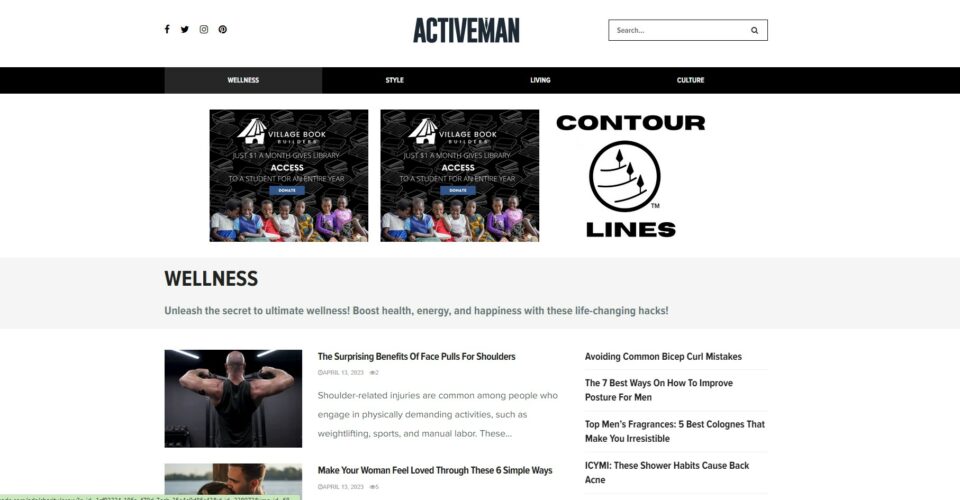 ACTIVEMAN
Search...
WELLNESS
STYLE
LIVING
CULTURE
VILLAGE BOOK
BUILDERS
JUST $1 A MONTH GIVES LIBRARY
ACCESS
TO A STUDENT FOR AN ENTIRE YEAR
DONATE
VILLAGE BOOK
BUILDERS
JUST $1 A MONTH GIVES LIBRARY
ACCESS
TO A STUDENT FOR AN ENTIRE YEAR
DONATE
CONTOUR
TM
LINES
WELLNESS
Unleash the secret to ultimate wellness! Boost health, energy, and happiness with these life-changing hacks!
The Surprising Benefits Of Face Pulls For Shoulders
APRIL 13, 2023 2
Shoulder-related injuries are common among people who
engage in physically demanding activities, such as
weightlifting, sports, and manual labor. These...
Make Your Woman Feel Loved Through These 6 Simple Ways
APRIL 13, 2023 5
Avoiding Common Bicep Curl Mistakes
The 7 Best Ways On How To Improve
Posture For Men
Top Men's Fragrances: 5 Best Colognes That
Make You Irresistible
ICYMI: These Shower Habits Cause Back
Acne